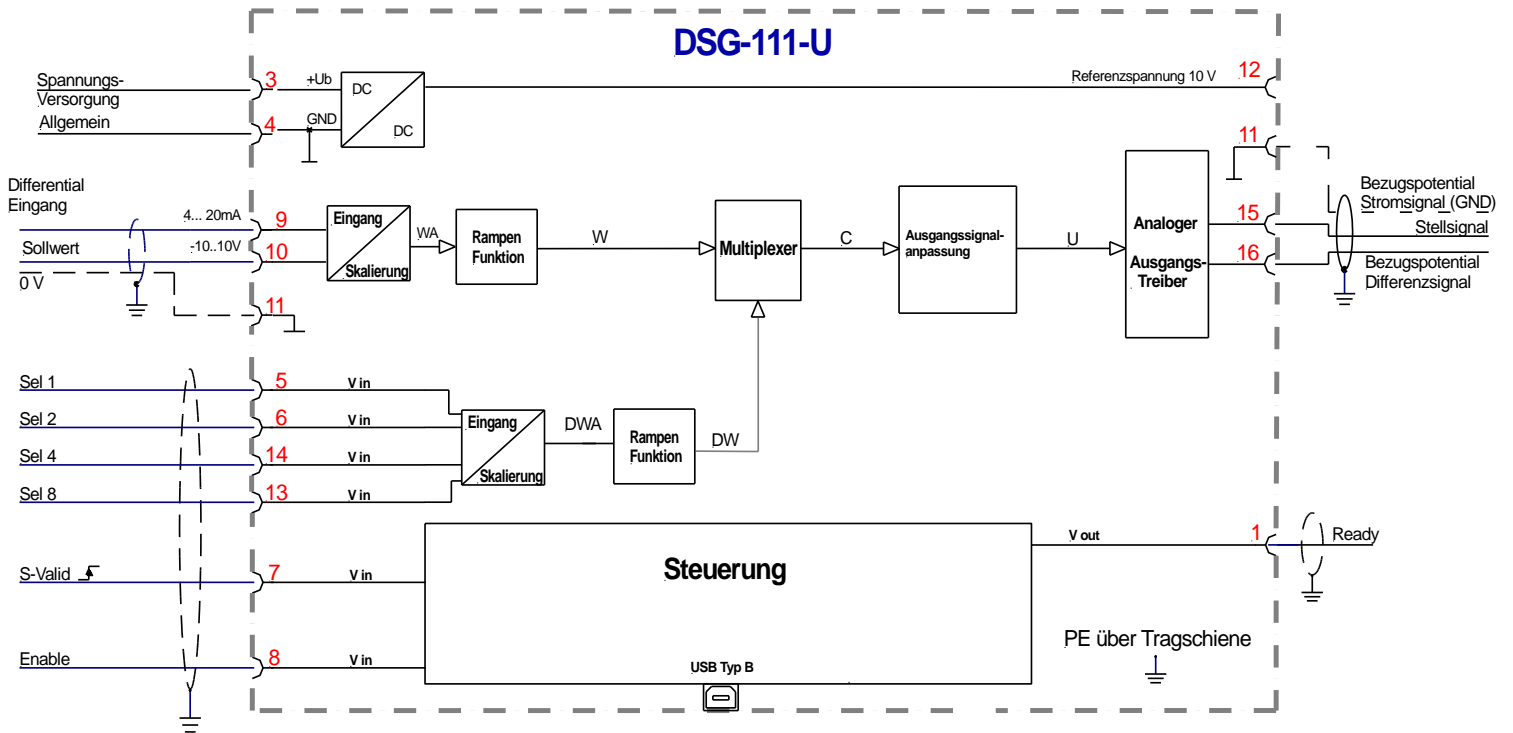 DSG-111-U
Spannungs-
Versorgung
Allgemein
3
+Ub
4
GND
DC
DC
Referenzspannung 10 V
12
11
Differential
Eingang
4... 20mA
9
Sollwert
-10..10V
10
0 V
11
Eingang
Skalierung
WA
Rampen
Funktion
W
Multiplexer
C
Ausgangssignal-
anpassung
U
Analoger
Ausgangs-
Treiber
15
16
Bezugspotential
Stromsignal (GND)
Stellsignal
Bezugspotential
Differenzsignal
Sel 1
5
V in
Sel 2
6
V in
Sel 4
14
V in
Sel 8
13
V in
Eingang
Skalierung
DWA
Rampen
Funktion
DW
S-Valid
7
V in
Enable
8
V in
Steuerung
USB Typ B
V out
1
Ready
PE über Tragschiene